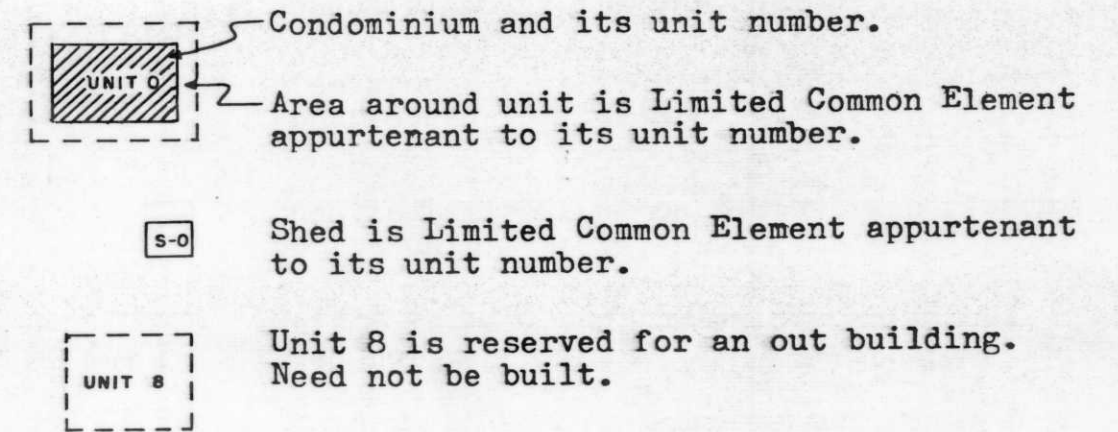 Condominium and its unit number.
UNIT O
Area around unit is Limited Common Element
appurtenant to its unit number.
S-O
Shed is Limited Common Element appurtenant
to its unit number.
Unit 8 is reserved for an out building.
UNIT 8
Need not be built.